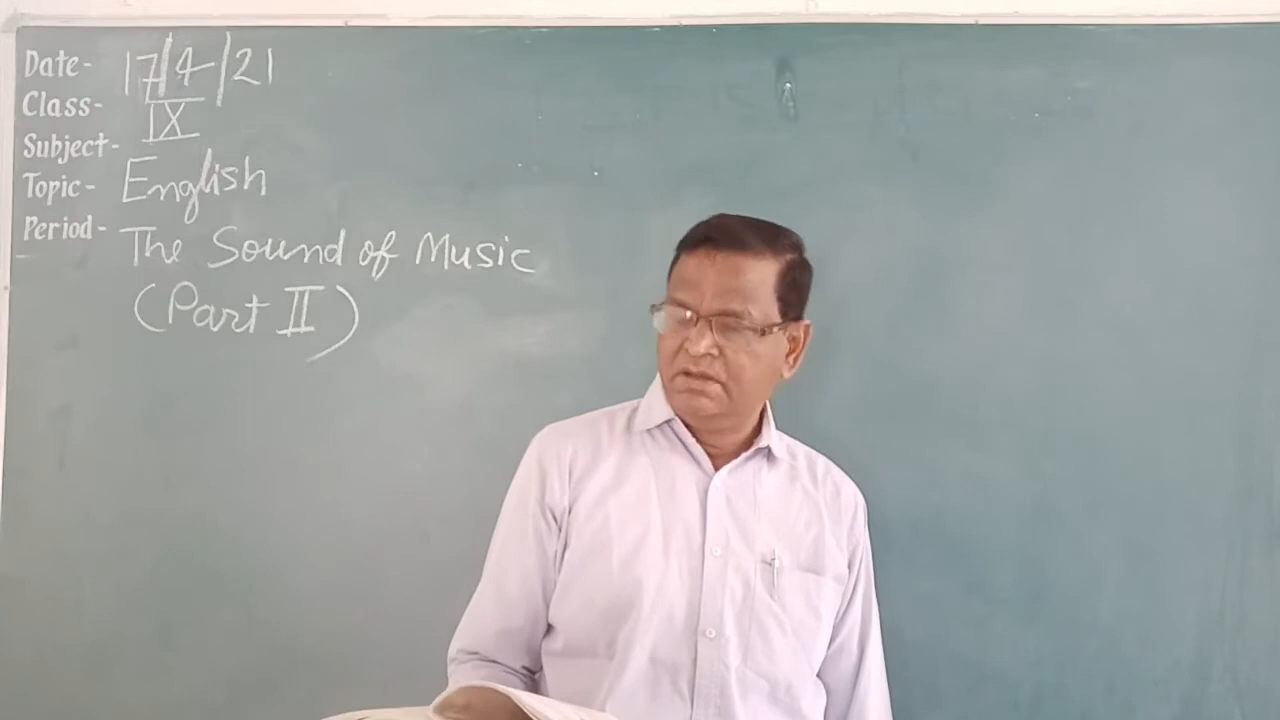 Date- 17/4/21
Class- IX
Subject-
Topic- English
Period- The Sound of Music
(Part II)